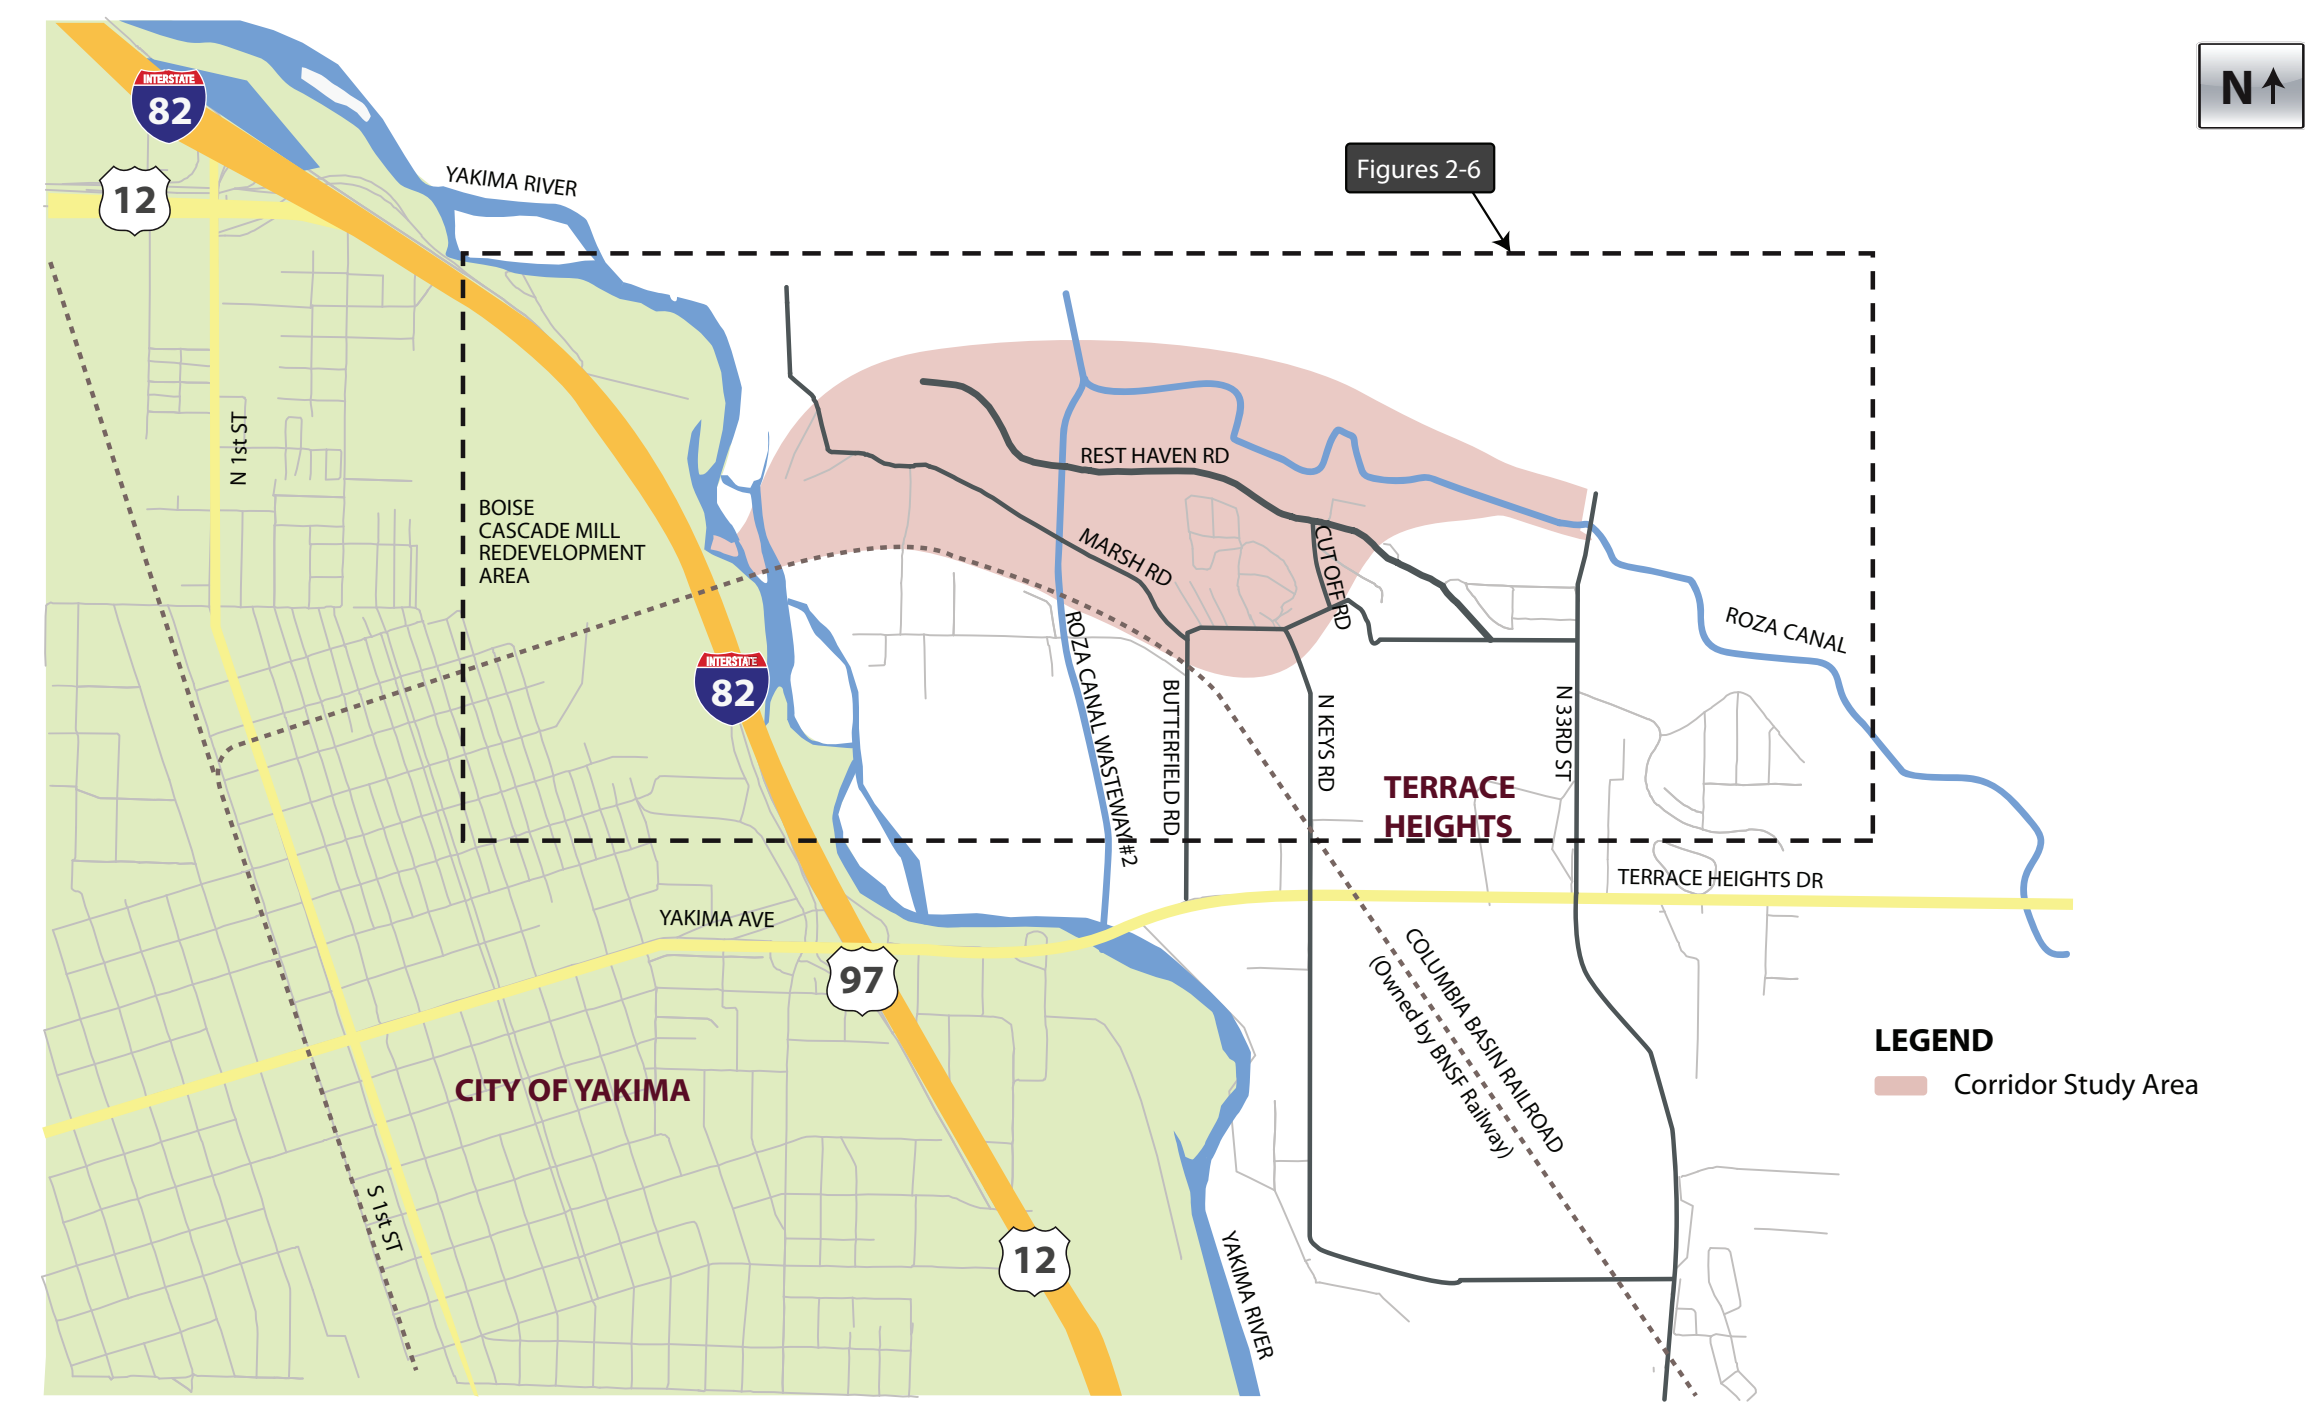 N
INTERSTATE
82
12
YAKIMA RIVER
Figures 2-6
N 1st ST
BOISE
CASCADE MILL
REDEVELOPMENT
AREA
REST HAVEN RD
MARSH RD
CUT OFF RD
ROZA CANAL
ROZA CANAL WASTEWAY #2
BUTTERFIELD RD
N KEYS RD
N 33RD ST
INTERSTATE
82
TERRACE
HEIGHTS
TERRACE HEIGHTS DR
YAKIMA AVE
97
COLUMBIA BASIN RAILROAD
(Owned by BNSF Railway)
CITY OF YAKIMA
LEGEND
Corridor Study Area
S 1st ST
12
YAKIMA RIVER